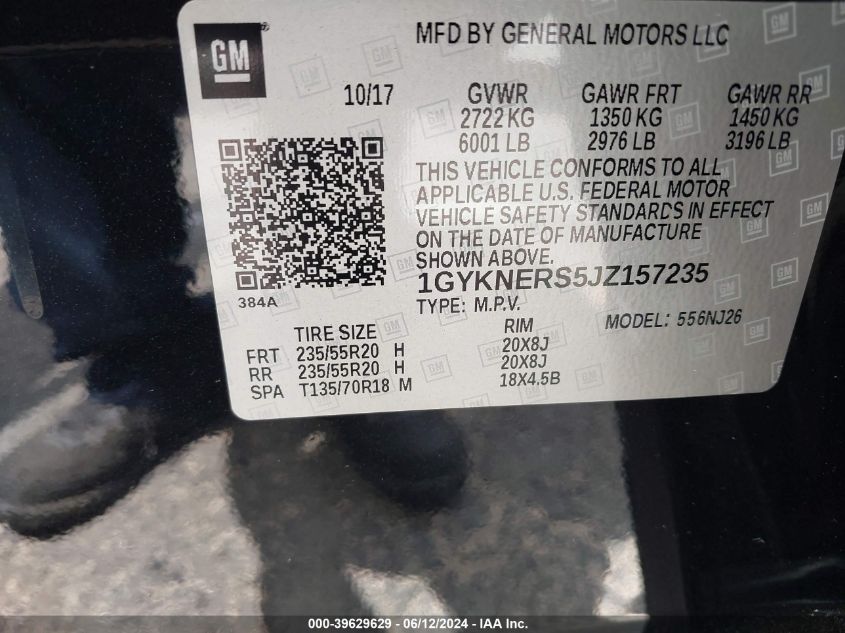 GM
MFD BY GENERAL MOTORS LLC
10/17 GVWR GAWR FRT GAWR RR
2722 KG 1350 KG 1450 KG
6001 LB 2976 LB 3196 LB
THIS VEHICLE CONFORMS TO ALL
APPLICABLE U.S. FEDERAL MOTOR
VEHICLE SAFETY STANDARDS IN EFFECT
ON THE DATE OF MANUFACTURE
SHOWN ABOVE.
1GYKNERS5JZ157235
384A
TYPE: M.P.V. MODEL: 556NJ26
TIRE SIZE RIM
FRT 235/55R20 H 20X8J
RR 235/55R20 H 20X8J
SPA T135/70R18 M 18X4.5B
000-39629629 - 06/12/2024 - IAA Inc.